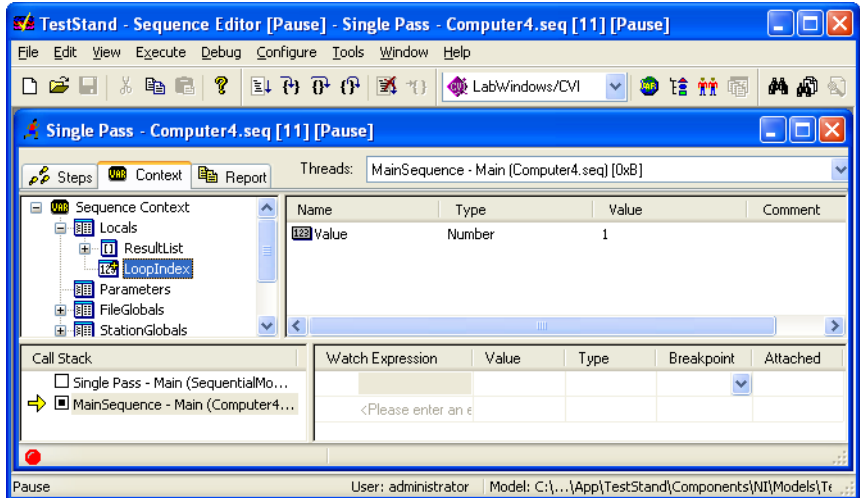 TestStand - Sequence Editor [Pause] - Single Pass - Computer4.seq [11] [Pause]
File Edit View Execute Debug Configure Tools Window Help
LabWindows/CVI
Single Pass - Computer4.seq [11] [Pause]
Steps Context Report Threads: MainSequence - Main (Computer4.seq) [0xB]
Sequence Context
Locals
ResultList
LoopIndex
Parameters
FileGlobals
StationGlobals
Name Type Value Comment
Value Number 1
Call Stack
Single Pass - Main (SequentialMo...
MainSequence - Main (Computer4...
Watch Expression Value Type Breakpoint Attached
<Please enter an e
Pause User: administrator Model: C:\...\App\TestStand\Components\NI\Models\Te